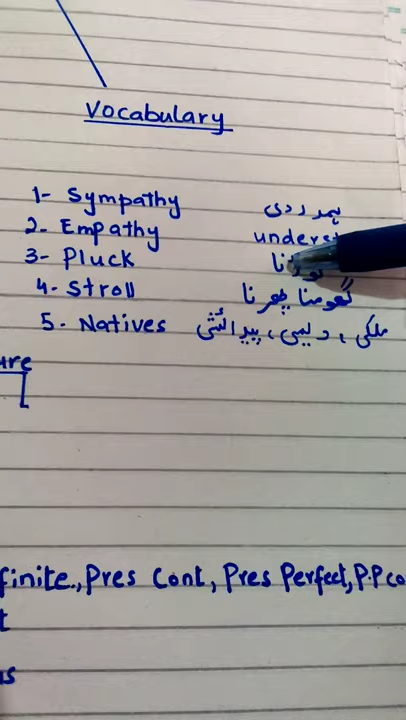 Vocabulary
1- Sympathy ہمدردی
2. Empathy
3- Pluck توڑنا
4- Stroll گھومنا پھرنا
5. Natives ملکی، دیسی، پیدائشی
Pres Cont, Pres Perfect, P.P co